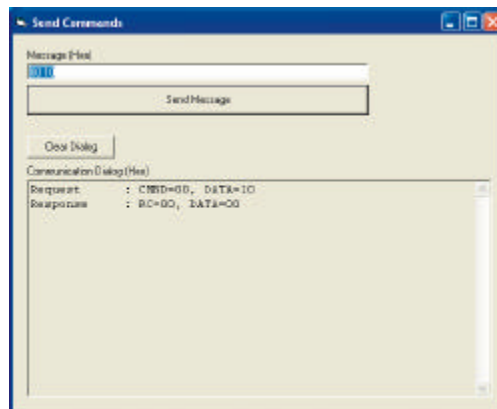 Send Commands
Message (Hex)
0010
Send Message
Clear Dialog
Communication Dialog (Hex)
Request : CMND=00, DATA=10
Response : RC=00, DATA=00